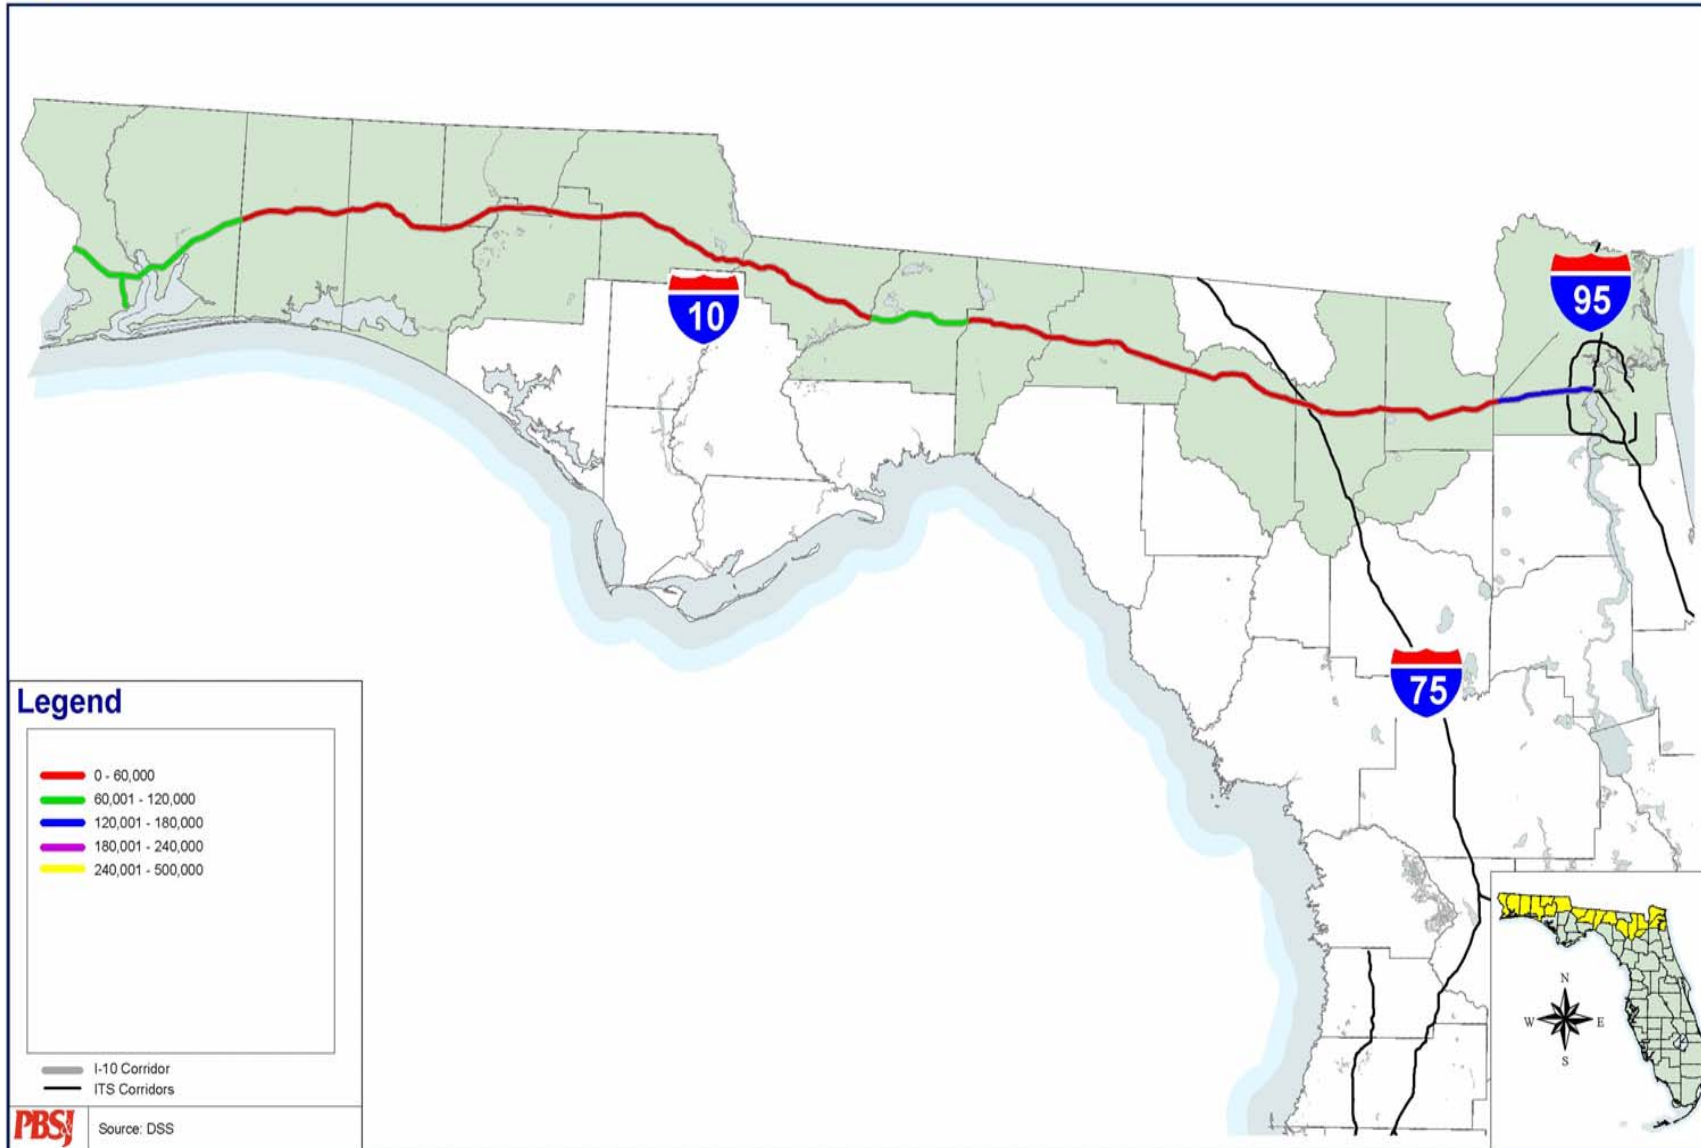 10
95
75
Legend
0 - 60,000
60,001 - 120,000
120,001 - 180,000
180,001 - 240,000
240,001 - 500,000
I-10 Corridor
ITS Corridors
PBSJ
Source: DSS
N
W
E
S